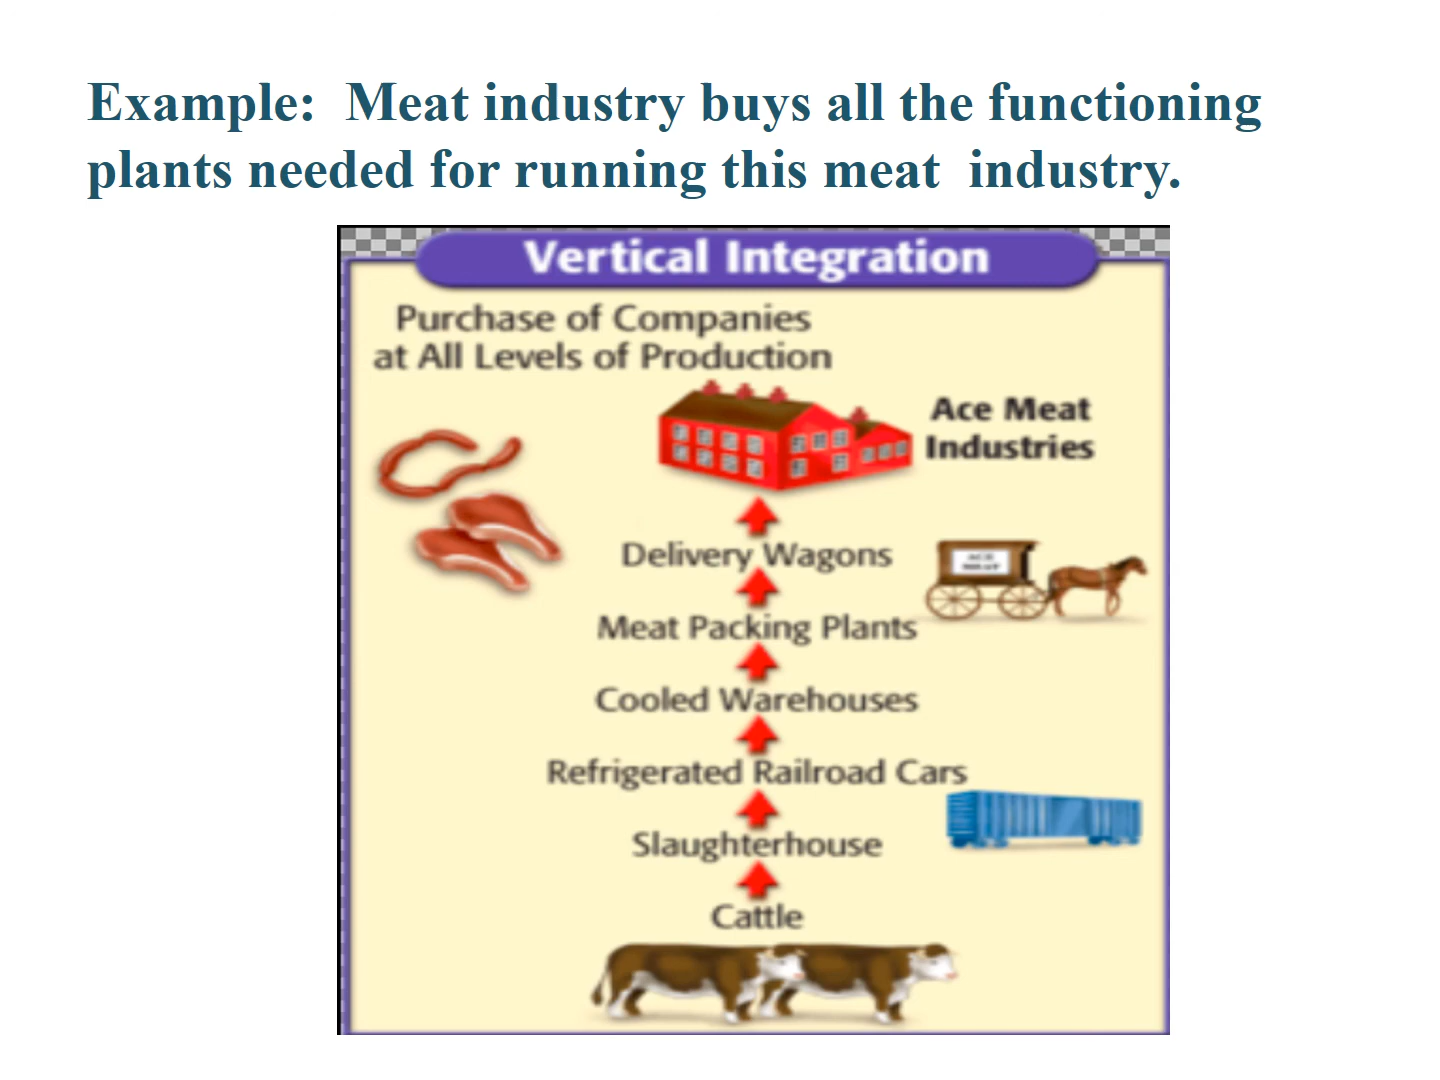 Example:  Meat industry buys all the functioning
plants needed for running this meat  industry.
Vertical Integration
Purchase of Companies
at All Levels of Production
Ace Meat
Industries
Delivery Wagons
ACE
MEAT
Meat Packing Plants
Cooled Warehouses
Refrigerated Railroad Cars
Slaughterhouse
Cattle